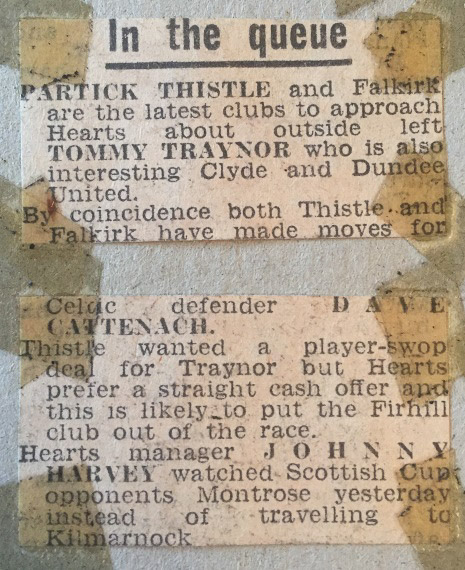 In the queue
PARTICK THISTLE and Falkirk
are the latest clubs to approach
Hearts about outside left
TOMMY TRAYNOR who is also
interesting Clyde and Dundee
United.
By coincidence both Thistle and
Falkirk have made moves for
Celtic defender DAVE
CATTENACH.
Thistle wanted a player-swop
deal for Traynor but Hearts
prefer a straight cash offer and
this is likely to put the Firhill
club out of the race.
Hearts manager JOHNNY
HARVEY watched Scottish Cup
opponents Montrose yesterday
instead of travelling to
Kilmarnock